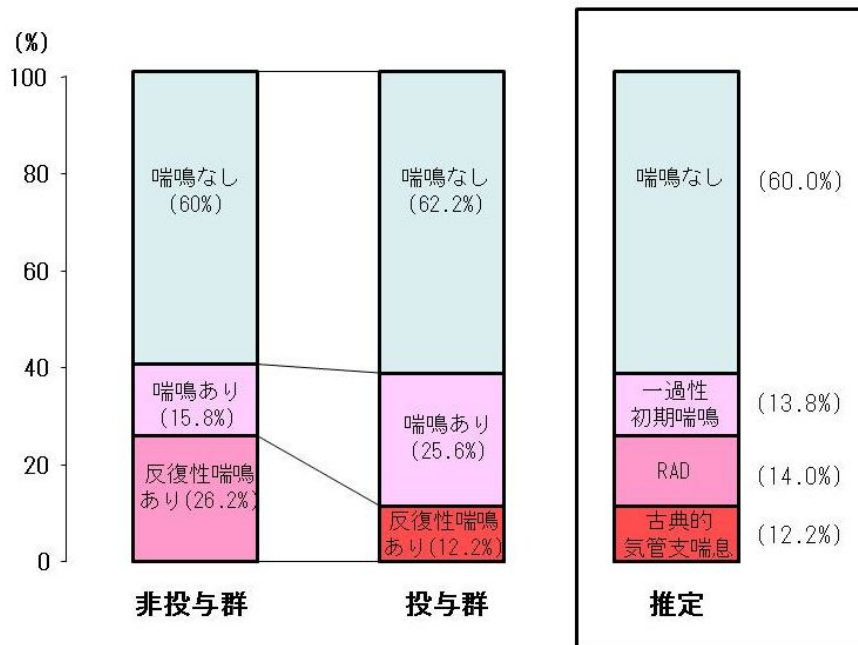 (%)
100
80
60
40
20
0
喘鳴なし
(60%)
喘鳴あり
(15.8%)
反復性喘鳴
あり(26.2%)
非投与群
喘鳴なし
(62.2%)
喘鳴あり
(25.6%)
反復性喘鳴
あり(12.2%)
投与群
喘鳴なし
(60.0%)
一過性
初期喘鳴
(13.8%)
RAD
(14.0%)
古典的
気管支喘息
(12.2%)
推定